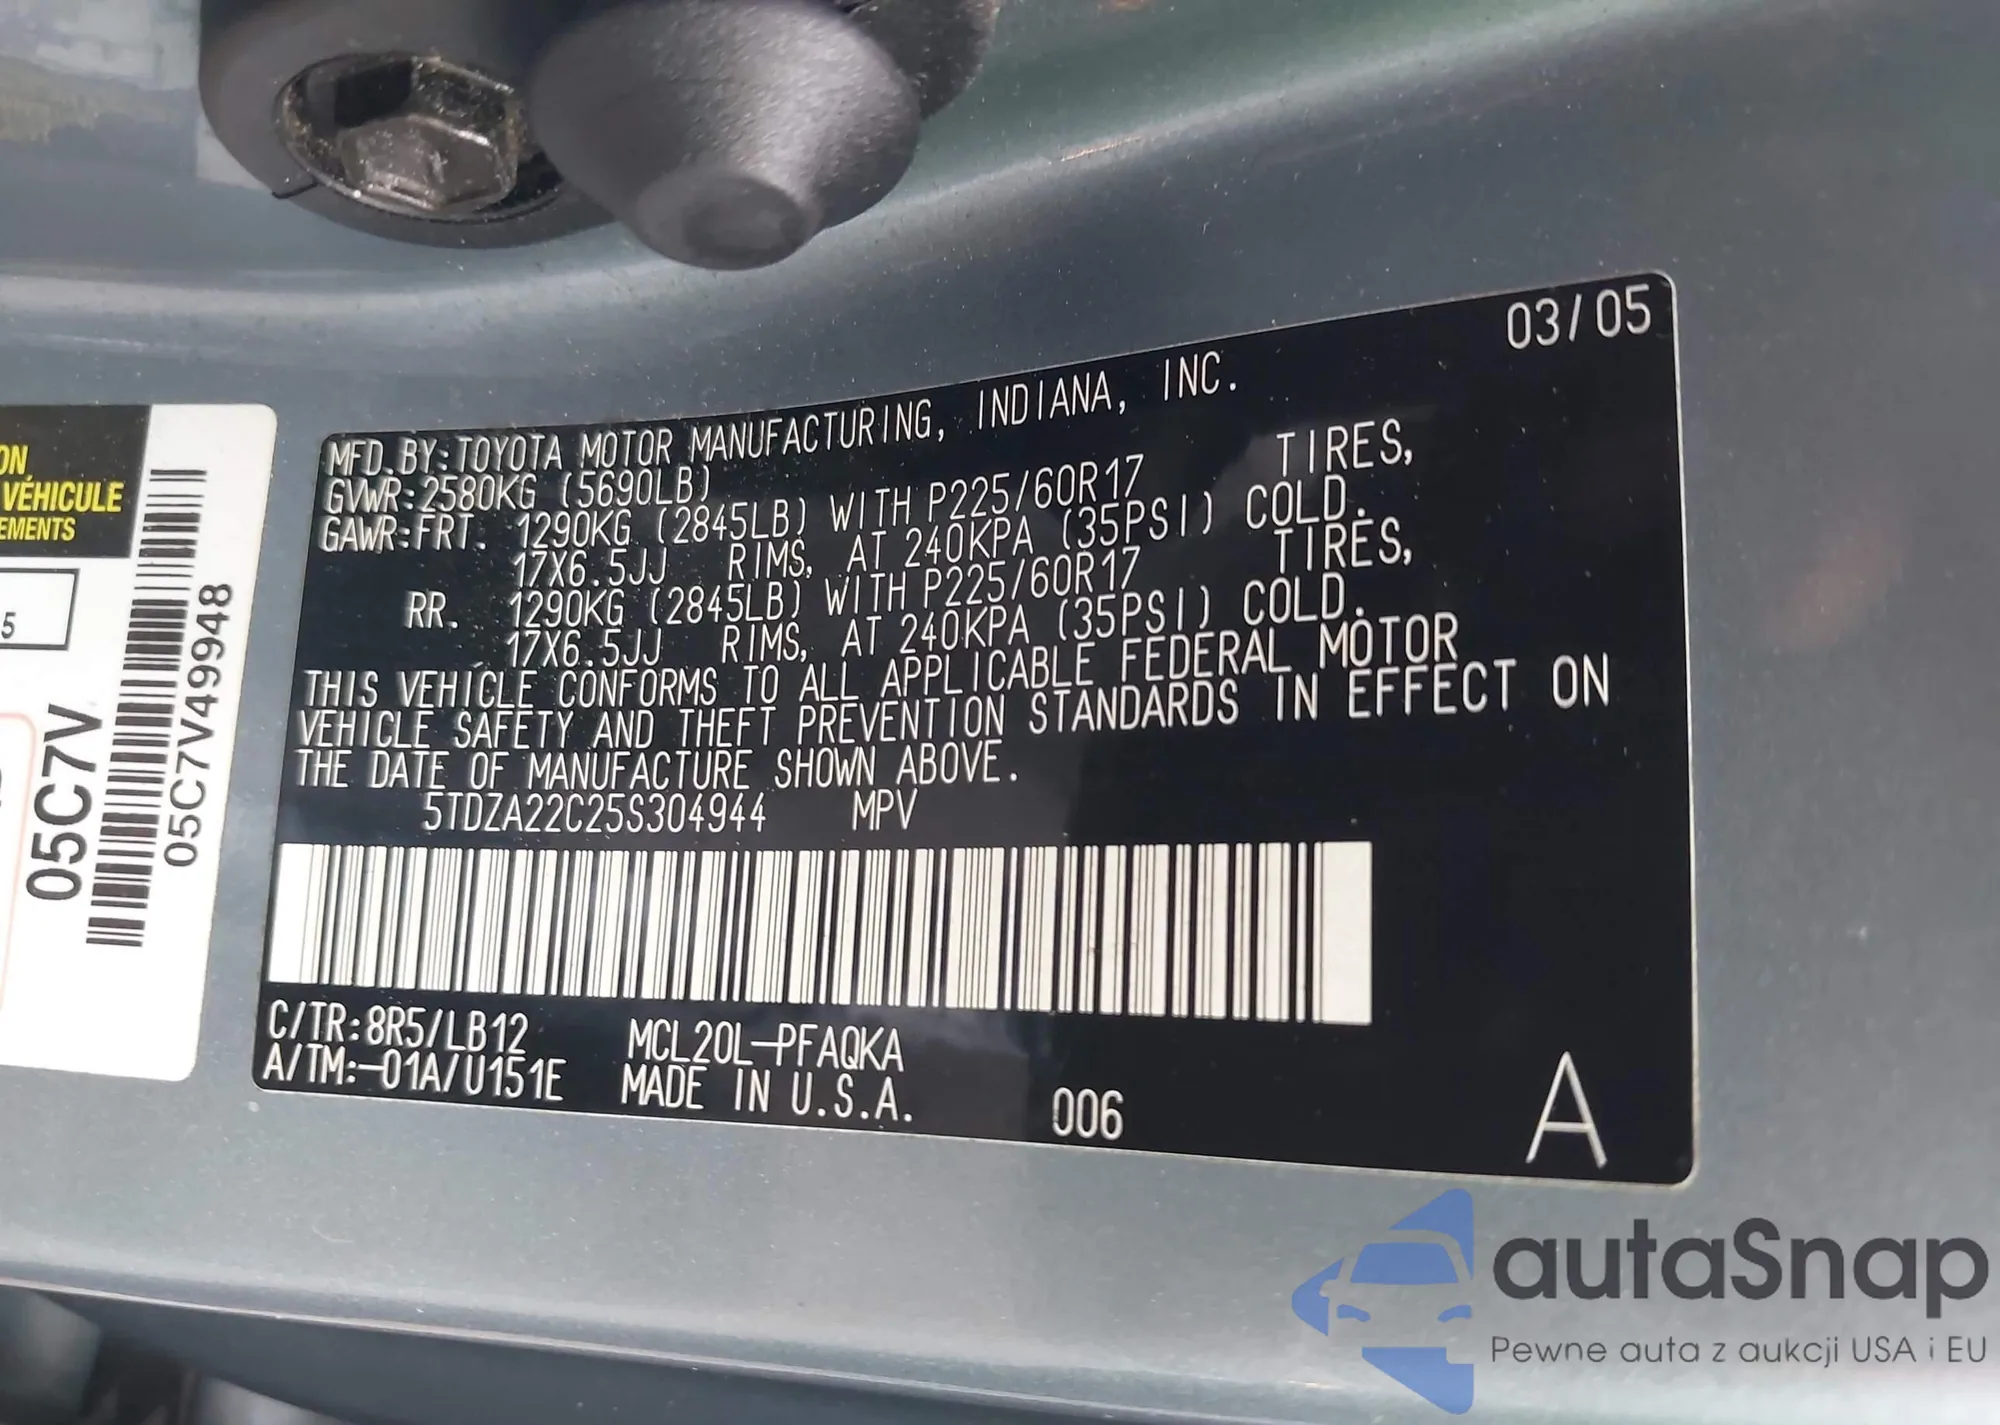 03/05
MFD.BY:TOYOTA MOTOR MANUFACTURING, INDIANA, INC.
GVWR:2580KG (5690LB)
GAWR:FRT. 1290KG (2845LB) WITH P225/60R17 TIRES,
17X6.5JJ RIMS, AT 240KPA (35PSI) COLD.
RR. 1290KG (2845LB) WITH P225/60R17 TIRES,
17X6.5JJ RIMS, AT 240KPA (35PSI) COLD.
THIS VEHICLE CONFORMS TO ALL APPLICABLE FEDERAL MOTOR
VEHICLE SAFETY AND THEFT PREVENTION STANDARDS IN EFFECT ON
THE DATE OF MANUFACTURE SHOWN ABOVE.
5TDZA22C25S304944 MPV
C/TR:8R5/LB12 MCL20L-PFAQKA
A/TM:-01A/U151E MADE IN U.S.A. 006 A
ON
VÉHICULE
EMENTS
5
05C7V
05C7V49948
autaSnap
Pewne auta z aukcji USA i EU